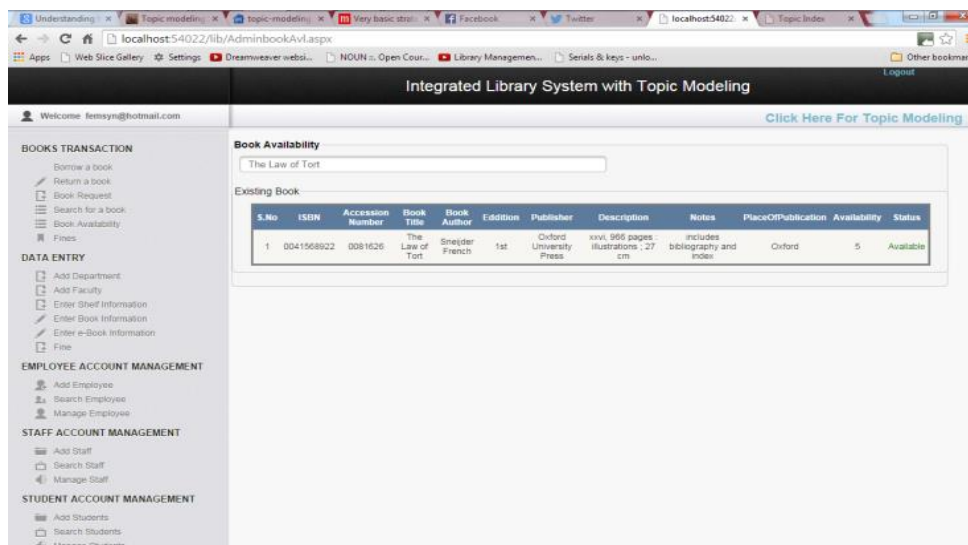 Understanding
Topic modeling
topic-modeling
Very basic strat
Facebook
Twitter
localhost:54022
Topic Index
localhost:54022/lib/AdminbookAvl.aspx
Apps
Web Slice Gallery
Settings
Dreamweaver websi...
NOUN ::. Open Cour...
Library Managemen...
Serials & keys - unlo...
Other bookmar
Integrated Library System with Topic Modeling
Logout
Welcome femsyn@hotmail.com
Click Here For Topic Modeling
BOOKS TRANSACTION
Borrow a book
Return a book
Book Request
Search for a book
Book Availability
Fines
DATA ENTRY
Add Department
Add Faculty
Enter Shelf Information
Enter Book Information
Enter e-Book Information
Fine
EMPLOYEE ACCOUNT MANAGEMENT
Add Employee
Search Employee
Manage Employee
STAFF ACCOUNT MANAGEMENT
Add Staff
Search Staff
Manage Staff
STUDENT ACCOUNT MANAGEMENT
Add Students
Search Students
Manage Students
Book Availability
The Law of Tort
Existing Book
S.No ISBN Accession Number Book Title Book Author Eddition Publisher Description Notes PlaceOfPublication Availability Status
1 0041568922 0081626 The Law of Tort Sneijder French 1st Oxford University Press xxvi, 966 pages : illustrations ; 27 cm includes bibliography and index Oxford 5 Available